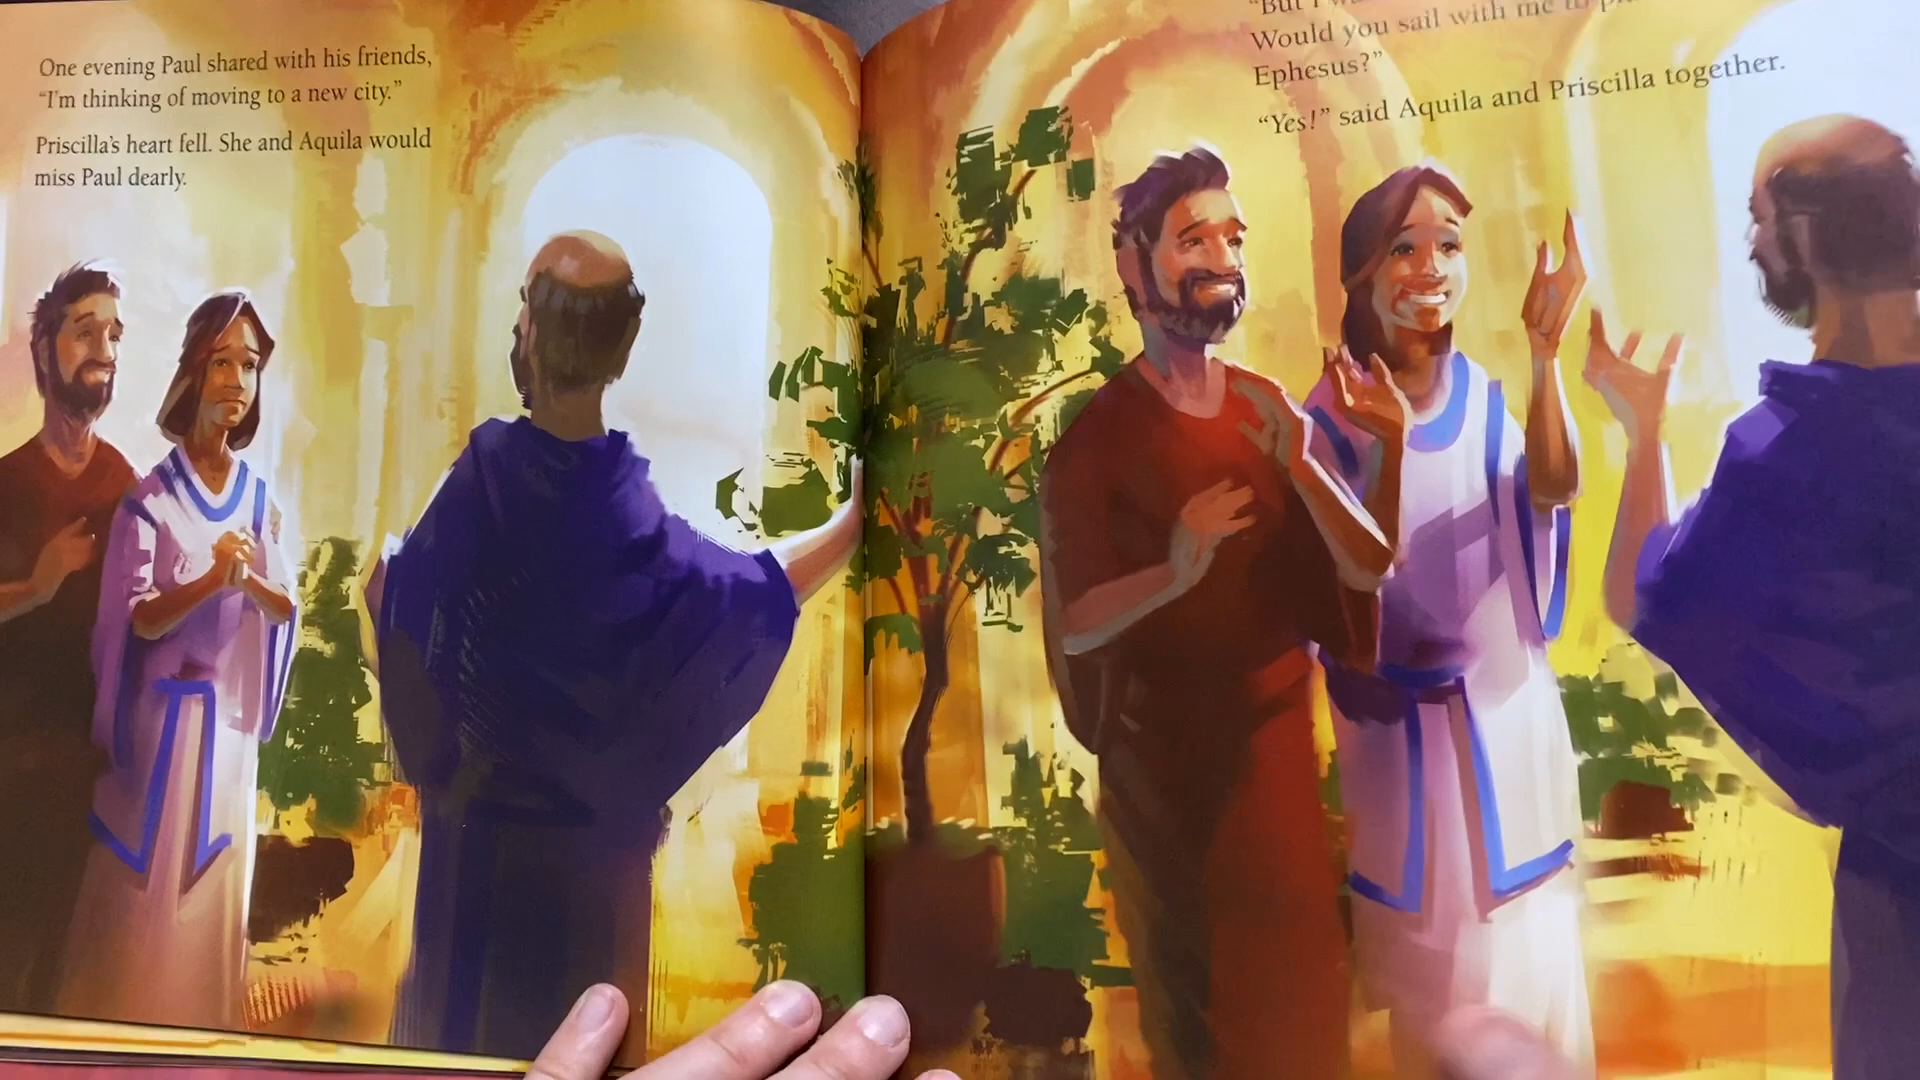 One evening Paul shared with his friends,
“I'm thinking of moving to a new city.”
Priscilla's heart fell. She and Aquila would
miss Paul dearly.
“But I
Would you sail with me to
Ephesus?”
“Yes!” said Aquila and Priscilla together.